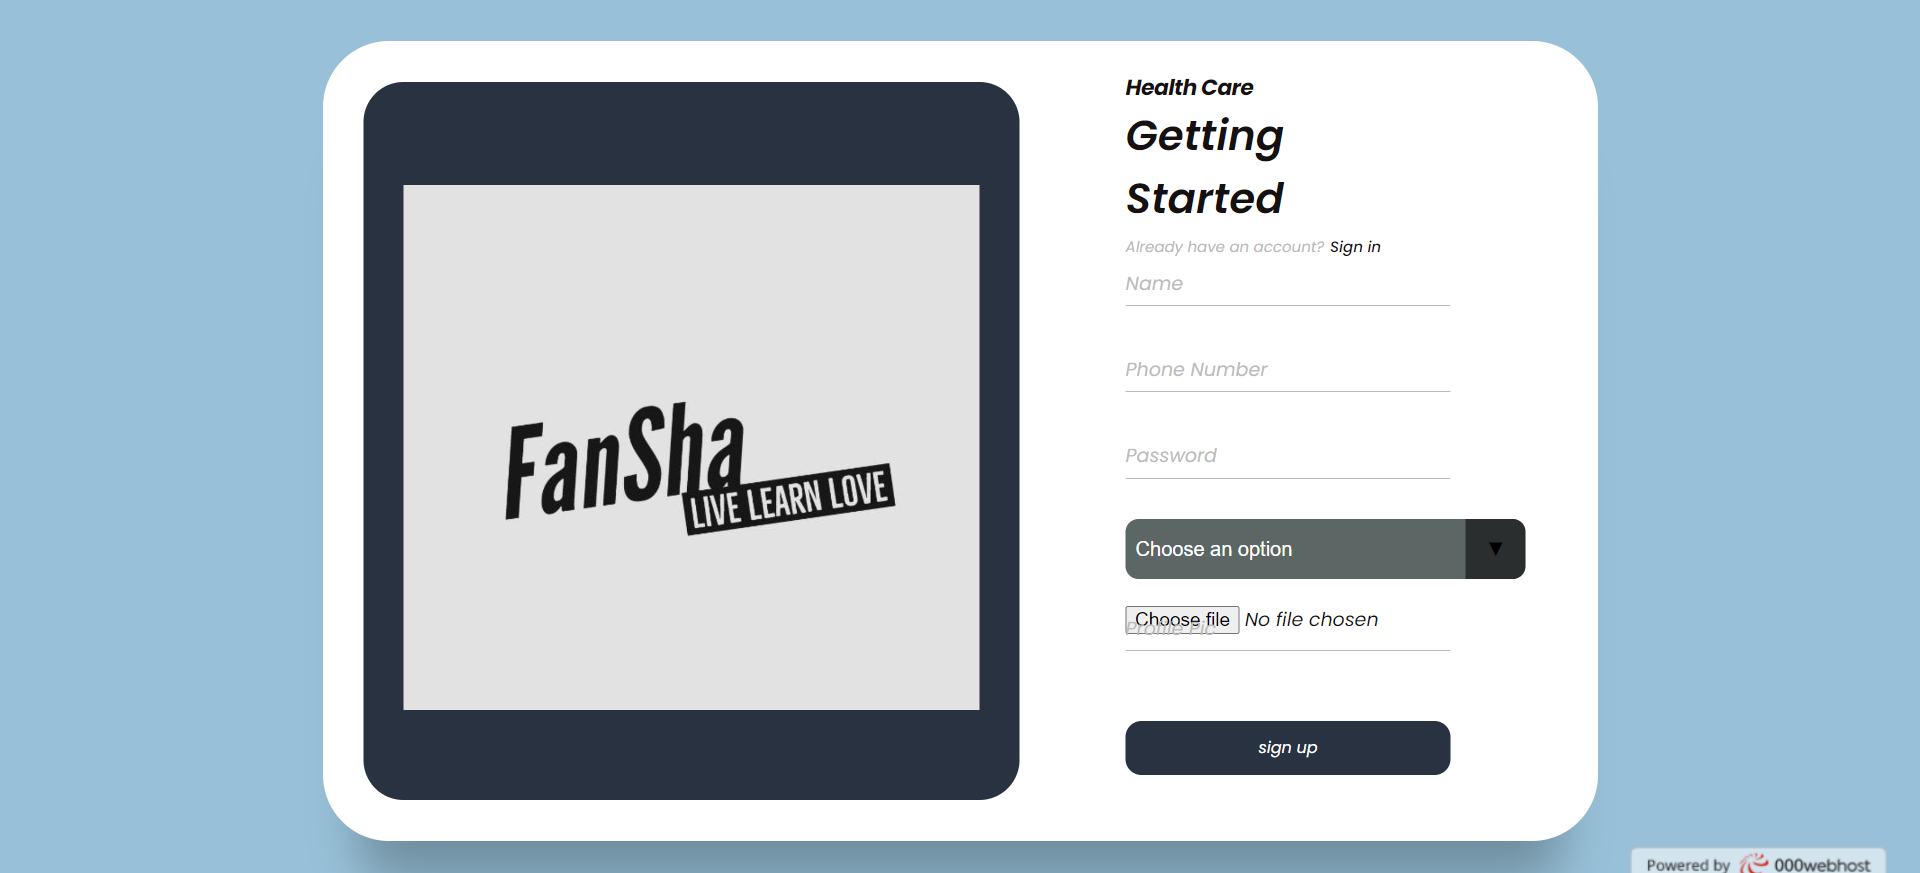 FanSha
LIVE LEARN LOVE
Health Care
Getting
Started
Already have an account? Sign in
Name
Phone Number
Password
Choose an option
▼
Choose file No file chosen
Profile Pic
sign up
Powered by 000webhost